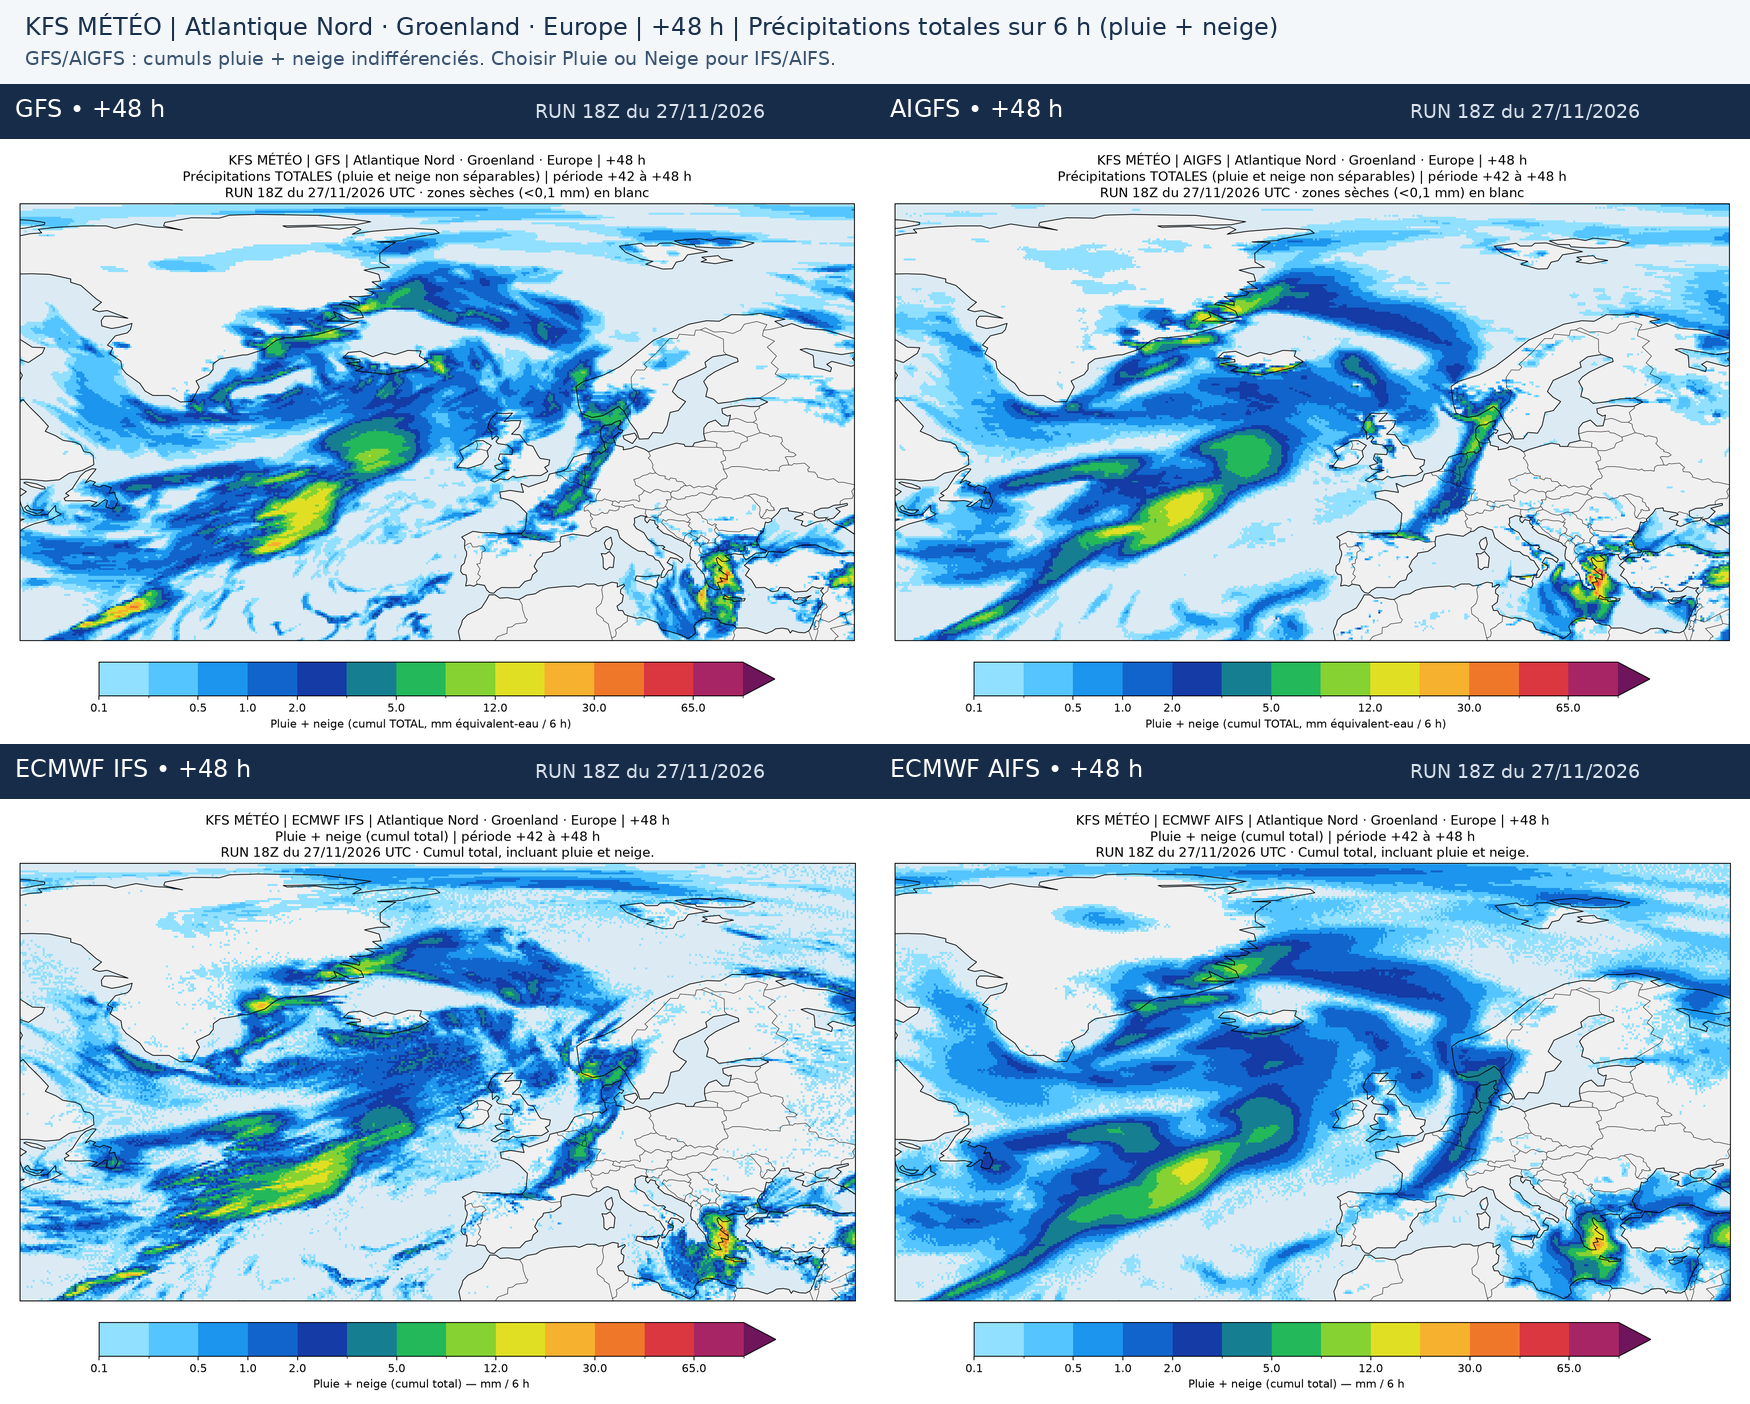 KFS MÉTÉO | Atlantique Nord · Groenland · Europe | +48 h | Précipitations totales sur 6 h (pluie + neige)
GFS/AIGFS : cumuls pluie + neige indifférenciés. Choisir Pluie ou Neige pour IFS/AIFS.
GFS • +48 h
RUN 18Z du 27/11/2026
AIGFS • +48 h
RUN 18Z du 27/11/2026
KFS MÉTÉO | GFS | Atlantique Nord · Groenland · Europe | +48 h
Précipitations TOTALES (pluie et neige non séparables) | période +42 à +48 h
RUN 18Z du 27/11/2026 UTC · zones sèches (<0,1 mm) en blanc
KFS MÉTÉO | AIGFS | Atlantique Nord · Groenland · Europe | +48 h
Précipitations TOTALES (pluie et neige non séparables) | période +42 à +48 h
RUN 18Z du 27/11/2026 UTC · zones sèches (<0,1 mm) en blanc
0.1 0.5 1.0 2.0 5.0 12.0 30.0 65.0
Pluie + neige (cumul TOTAL, mm équivalent-eau / 6 h)
0.1 0.5 1.0 2.0 5.0 12.0 30.0 65.0
Pluie + neige (cumul TOTAL, mm équivalent-eau / 6 h)
ECMWF IFS • +48 h
RUN 18Z du 27/11/2026
ECMWF AIFS • +48 h
RUN 18Z du 27/11/2026
KFS MÉTÉO | ECMWF IFS | Atlantique Nord · Groenland · Europe | +48 h
Pluie + neige (cumul total) | période +42 à +48 h
RUN 18Z du 27/11/2026 UTC · Cumul total, incluant pluie et neige.
KFS MÉTÉO | ECMWF AIFS | Atlantique Nord · Groenland · Europe | +48 h
Pluie + neige (cumul total) | période +42 à +48 h
RUN 18Z du 27/11/2026 UTC · Cumul total, incluant pluie et neige.
0.1 0.5 1.0 2.0 5.0 12.0 30.0 65.0
Pluie + neige (cumul total) — mm / 6 h
0.1 0.5 1.0 2.0 5.0 12.0 30.0 65.0
Pluie + neige (cumul total) — mm / 6 h